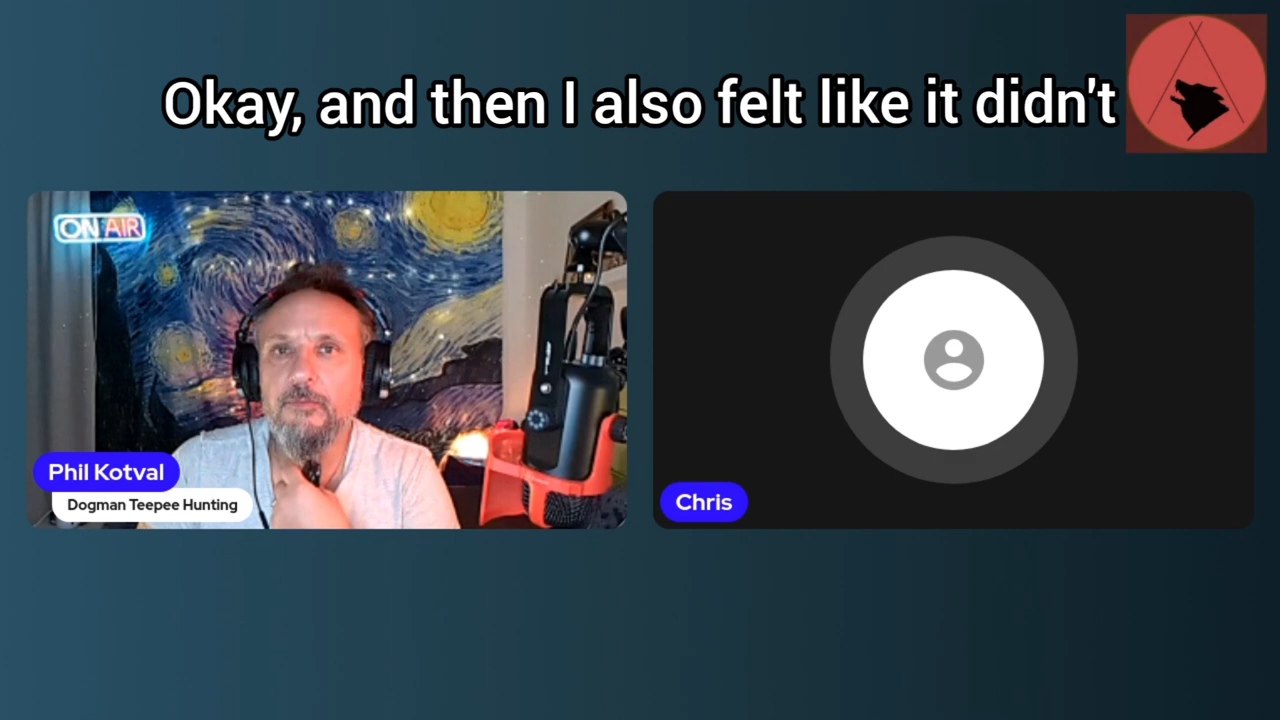 Okay, and then I also felt like it didn't
ON AIR
Phil Kotval
Dogman Teepee Hunting
Chris